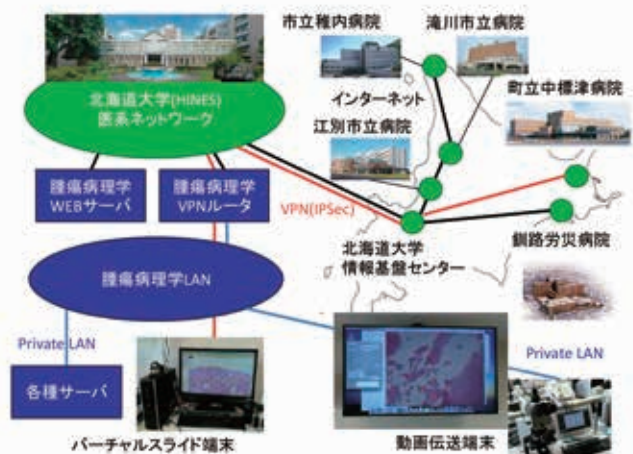 市立稚内病院
滝川市立病院
町立中標津病院
インターネット
江別市立病院
北海道大学(HINES)
医系ネットワーク
腫瘍病理学
WEBサーバ
腫瘍病理学
VPNルータ
VPN(IPSec)
北海道大学
情報基盤センター
釧路労災病院
腫瘍病理学LAN
Private LAN
各種サーバ
バーチャルスライド端末
動画伝送端末
Private LAN